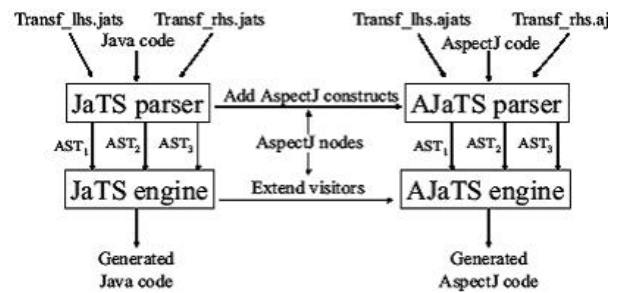 Transf_lhs.jats Transf_rhs.jats Transf_lhs.ajats Transf_rhs.aj
Java code AspectJ code
JaTS parser Add AspectJ constructs AJaTS parser
AST1 AST2 AST3 AspectJ nodes AST1 AST2 AST3
JaTS engine Extend visitors AJaTS engine
Generated Generated
Java code AspectJ code